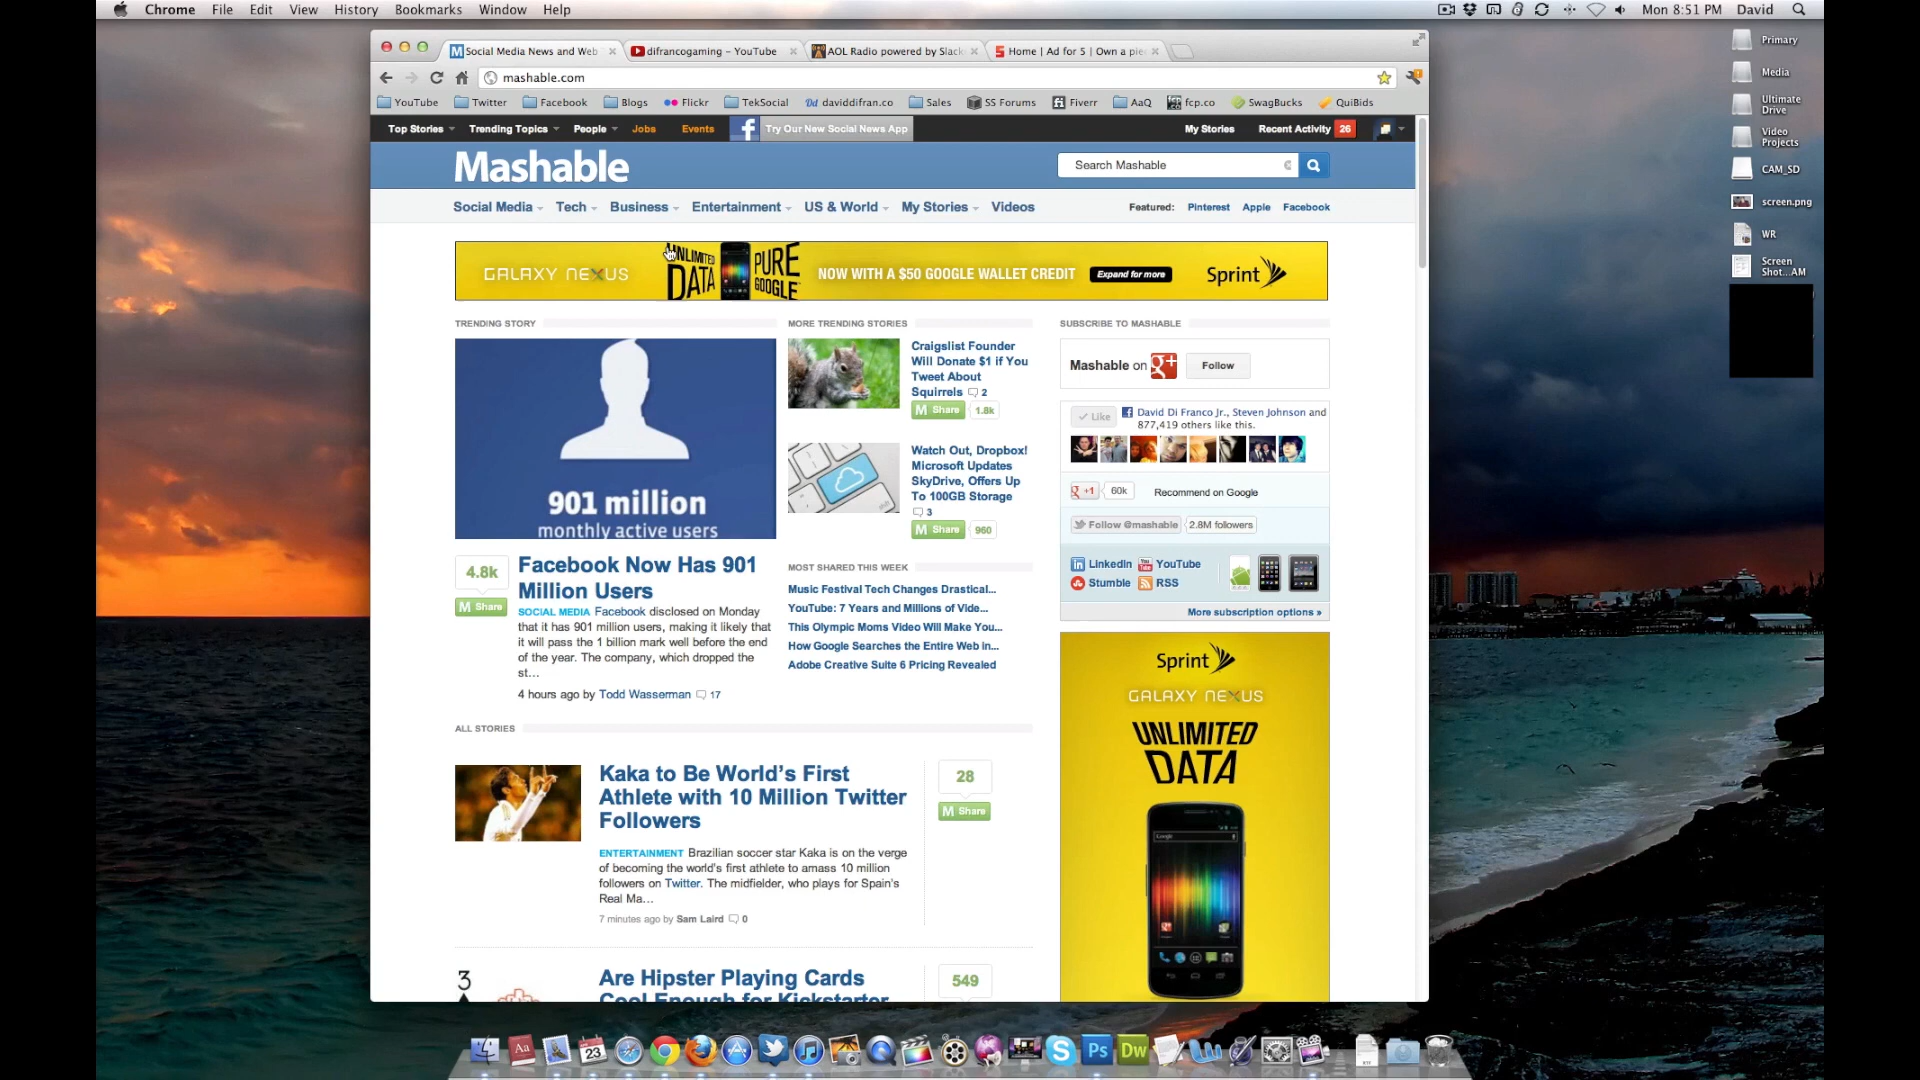 Chrome File Edit View History Bookmarks Window Help
Mon 8:51 PM David
Social Media News and Web
difrancogaming – YouTube
AOL Radio powered by Slack
Home | Ad for 5 | Own a pie
mashable.com
YouTube Twitter Facebook Blogs Flickr TekSocial Dd daviddifran.co Sales SS Forums Fiverr AaQ fcp.co SwagBucks QuiBids
Top Stories Trending Topics People Jobs Events Try Our New Social News App My Stories Recent Activity 26
Mashable
Search Mashable
Social Media Tech Business Entertainment US & World My Stories Videos
Featured: Pinterest Apple Facebook
GALAXY NEXUS
UNLIMITED
DATA
PURE
GOOGLE
NOW WITH A $50 GOOGLE WALLET CREDIT
Expand for more
Sprint
TRENDING STORY
901 million
monthly active users
4.8k
M Share
Facebook Now Has 901
Million Users
SOCIAL MEDIA Facebook disclosed on Monday
that it has 901 million users, making it likely that
it will pass the 1 billion mark well before the end
of the year. The company, which dropped the
st...
4 hours ago by Todd Wasserman 17
MORE TRENDING STORIES
Craigslist Founder
Will Donate $1 if You
Tweet About
Squirrels 2
M Share 1.8k
Watch Out, Dropbox!
Microsoft Updates
SkyDrive, Offers Up
To 100GB Storage
3
M Share 960
MOST SHARED THIS WEEK
Music Festival Tech Changes Drastical...
YouTube: 7 Years and Millions of Vide...
This Olympic Moms Video Will Make You...
How Google Searches the Entire Web in...
Adobe Creative Suite 6 Pricing Revealed
SUBSCRIBE TO MASHABLE
Mashable on g+ Follow
Like David Di Franco Jr., Steven Johnson and
877,419 others like this.
+1 60k Recommend on Google
Follow @mashable 2.8M followers
LinkedIn YouTube
Stumble RSS
More subscription options »
Sprint
GALAXY NEXUS
UNLIMITED
DATA
ALL STORIES
Kaka to Be World's First
Athlete with 10 Million Twitter
Followers
ENTERTAINMENT Brazilian soccer star Kaka is on the verge
of becoming the world's first athlete to amass 10 million
followers on Twitter. The midfielder, who plays for Spain's
Real Ma...
7 minutes ago by Sam Laird 0
28
M Share
3
Are Hipster Playing Cards
Cool Enough for Kickstarter
549
Primary
Media
Ultimate
Drive
Video
Projects
CAM_SD
screen.png
WR
Screen
Shot...AM
Aa
23
Ps
Dw